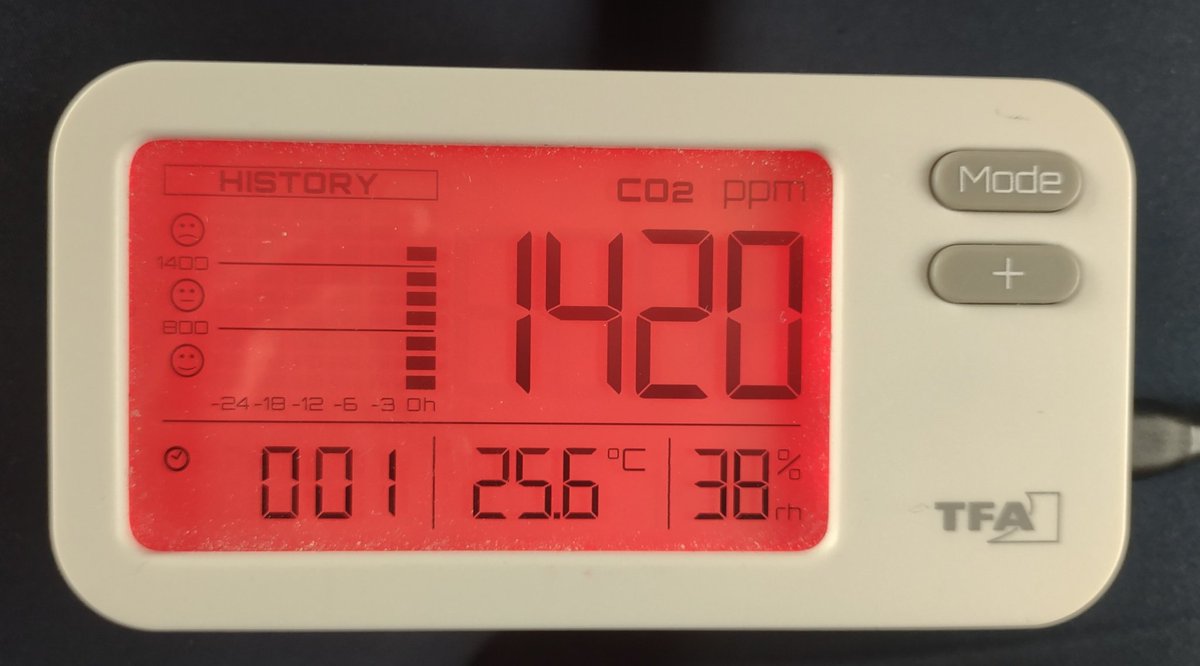 HISTORY
CO2 ppm
Mode
1400
1420
+
800
-24 -18 -12 -6 -3 0h
001
25.6 °C
38 % rh
TFA